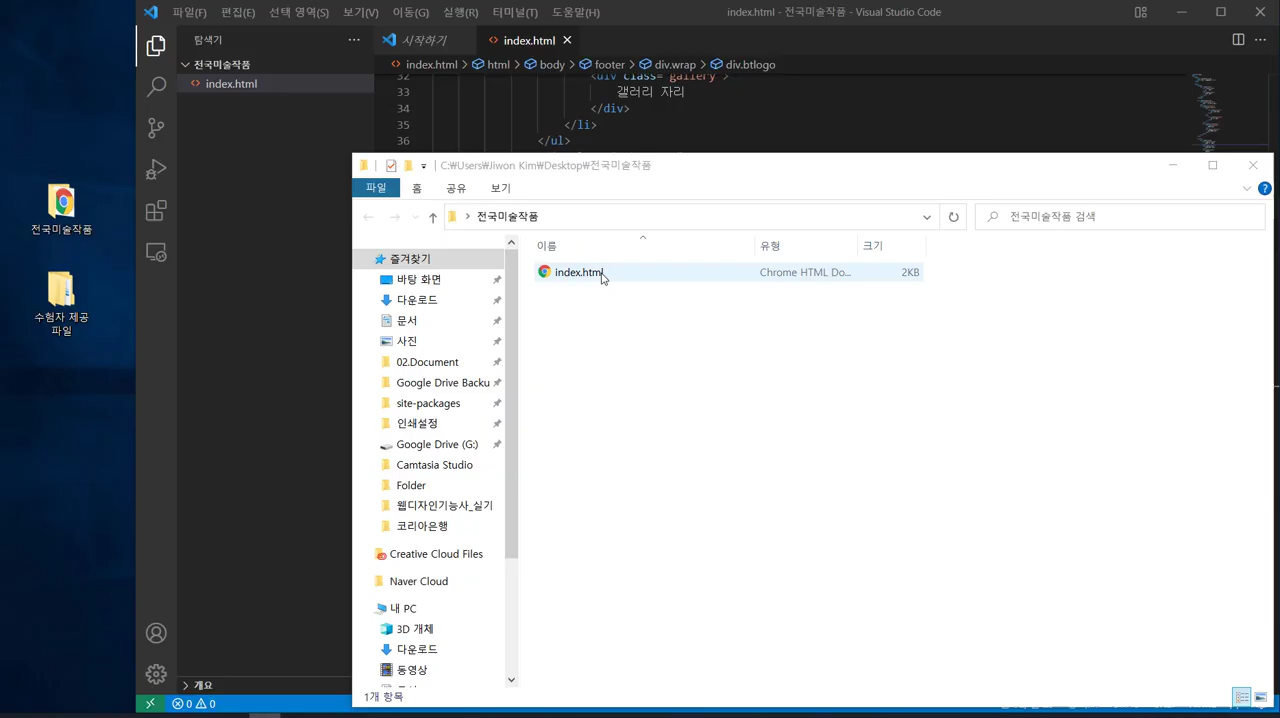 파일(F) 편집(E) 선택 영역(S) 보기(V) 이동(G) 실행(R) 터미널(T) 도움말(H) index.html - 전국미술작품 - Visual Studio Code
탐색기
시작하기
index.html
전국미술작품
index.html
index.html > html > body > footer > div.wrap > div.btlogo
32 <div class="gallery">
33 갤러리 자리
34 </div>
35 </li>
36 </ul>
전국미술작품
수험자 제공
파일
C:₩Users₩Jiwon Kim₩Desktop₩전국미술작품
파일 홈 공유 보기
전국미술작품
전국미술작품 검색
이름 유형 크기
index.html Chrome HTML Do... 2KB
즐겨찾기
바탕 화면
다운로드
문서
사진
02.Document
Google Drive Backu
site-packages
인쇄설정
Google Drive (G:)
Camtasia Studio
Folder
웹디자인기능사_실기
코리아은행
Creative Cloud Files
Naver Cloud
내 PC
3D 개체
다운로드
동영상
1개 항목
개요
0 0